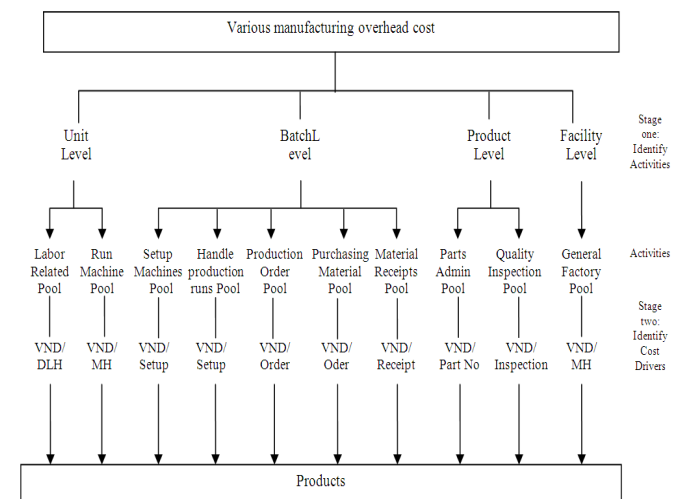 Various manufacturing overhead cost
Unit
Level
BatchL
evel
Product
Level
Facility
Level
Stage
one:
Identify
Activities
Labor
Related
Pool
Run
Machine
Pool
Setup
Machines
Pool
Handle
production
runs Pool
Production
Order
Pool
Purchasing
Material
Pool
Material
Receipts
Pool
Parts
Admin
Pool
Quality
Inspection
Pool
General
Factory
Pool
Activities
Stage
two:
Identify
Cost
Drivers
VND/
DLH
VND/
MH
VND/
Setup
VND/
Setup
VND/
Order
VND/
Oder
VND/
Receipt
VND/
Part No
VND/
Inspection
VND/
MH
Products